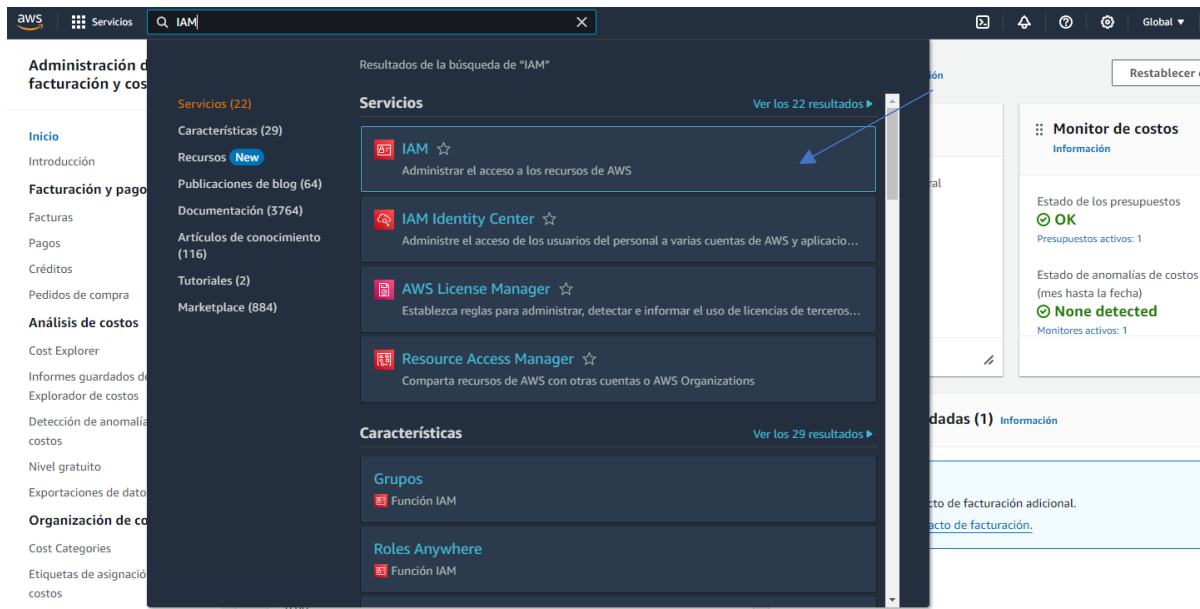 aws
Servicios
IAM
Global
Administración d
facturación y cos
Inicio
Introducción
Facturación y pago
Facturas
Pagos
Créditos
Pedidos de compra
Análisis de costos
Cost Explorer
Informes guardados de
Explorador de costos
Detección de anomalía
costos
Nivel gratuito
Exportaciones de dato
Organización de co
Cost Categories
Etiquetas de asignació
costos
Resultados de la búsqueda de “IAM”
Servicios (22)
Características (29)
Recursos New
Publicaciones de blog (64)
Documentación (3764)
Artículos de conocimiento
(116)
Tutoriales (2)
Marketplace (884)
Servicios
Ver los 22 resultados
IAM
Administrar el acceso a los recursos de AWS
IAM Identity Center
Administre el acceso de los usuarios del personal a varias cuentas de AWS y aplicacio...
AWS License Manager
Establezca reglas para administrar, detectar e informar el uso de licencias de terceros...
Resource Access Manager
Comparta recursos de AWS con otras cuentas o AWS Organizations
Características
Ver los 29 resultados
Grupos
Función IAM
Roles Anywhere
Función IAM
ión
Restablecer
ral
Monitor de costos
Información
Estado de los presupuestos
OK
Presupuestos activos: 1
Estado de anomalías de costos
(mes hasta la fecha)
None detected
Monitores activos: 1
dadas (1) Información
cto de facturación adicional.
acto de facturación.